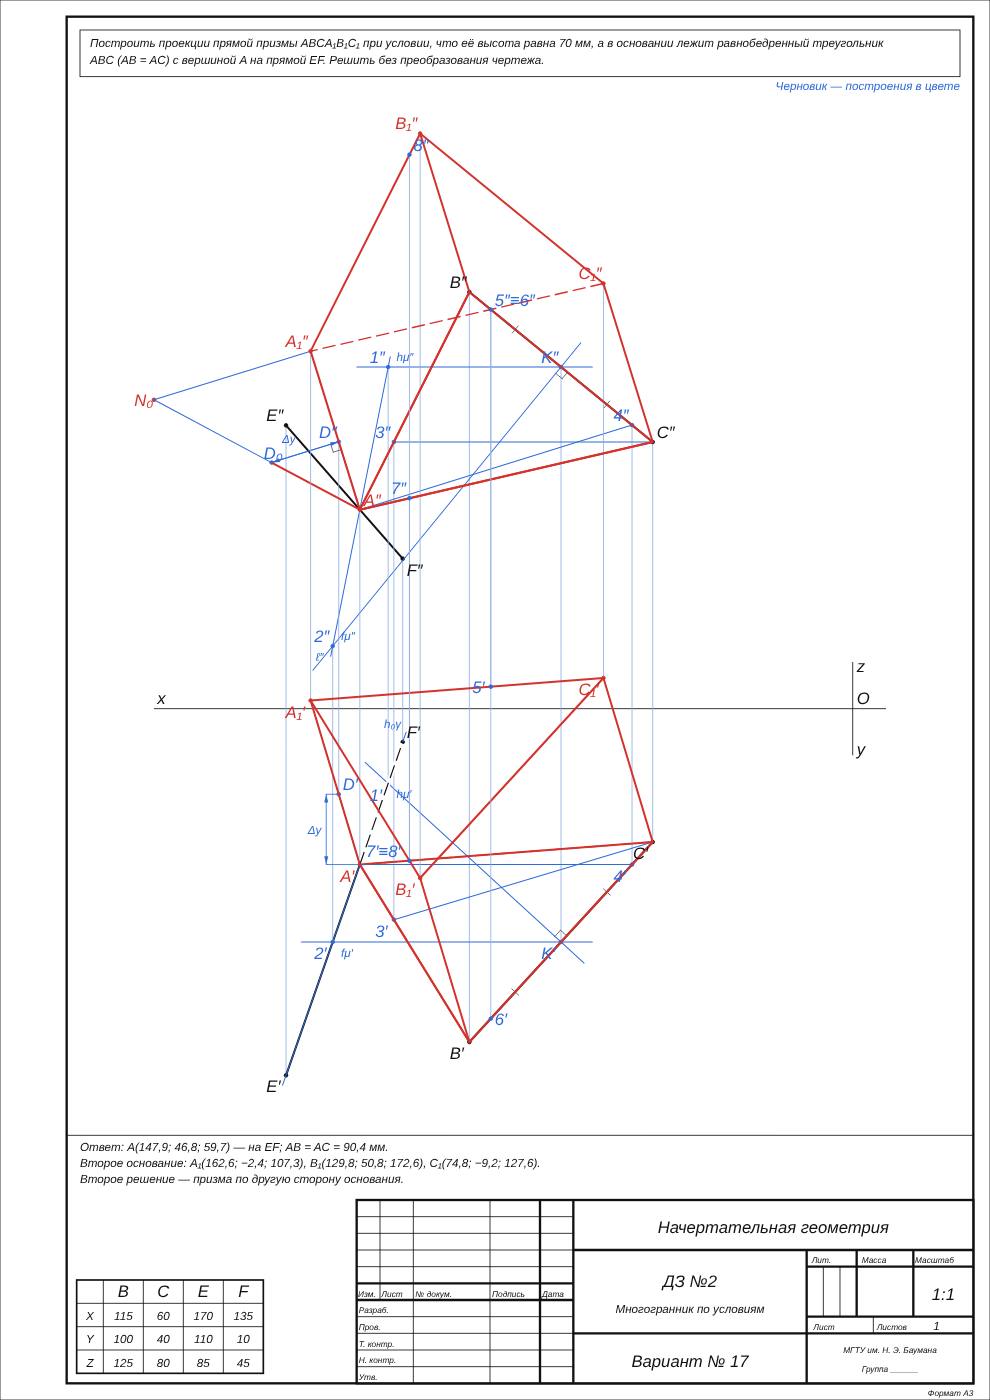 Построить проекции прямой призмы ABCA₁B₁C₁ при условии, что её высота равна 70 мм, а в основании лежит равнобедренный треугольник
ABC (AB = AC) с вершиной A на прямой EF. Решить без преобразования чертежа.
Черновик — построения в цвете
B₁″
8″
C₁″
B″
5″≡6″
A₁″
1″ hμ″
K″
N₀
E″
Δy
D″
3″
4″
C″
D₀
7″
A″
F″
2″ fμ″
ℓ″
z
x
O
y
5′
C₁′
A₁′
h₀γ
F′
D′
1′ hμ′
Δy
7′≡8′
C′
A′
B₁′
4′
3′
2′ fμ′
K′
6′
B′
E′
Ответ: A(147,9; 46,8; 59,7) — на EF; AB = AC = 90,4 мм.
Второе основание: A₁(162,6; −2,4; 107,3), B₁(129,8; 50,8; 172,6), C₁(74,8; −9,2; 127,6).
Второе решение — призма по другую сторону основания.
B C E F
X 115 60 170 135
Y 100 40 110 10
Z 125 80 85 45
Изм. Лист № докум. Подпись Дата
Разраб.
Пров.
Т. контр.
Н. контр.
Утв.
Начертательная геометрия
ДЗ №2
Многогранник по условиям
Вариант № 17
Лит. Масса Масштаб
1:1
Лист Листов 1
МГТУ им. Н. Э. Баумана
Группа ______
Формат А3